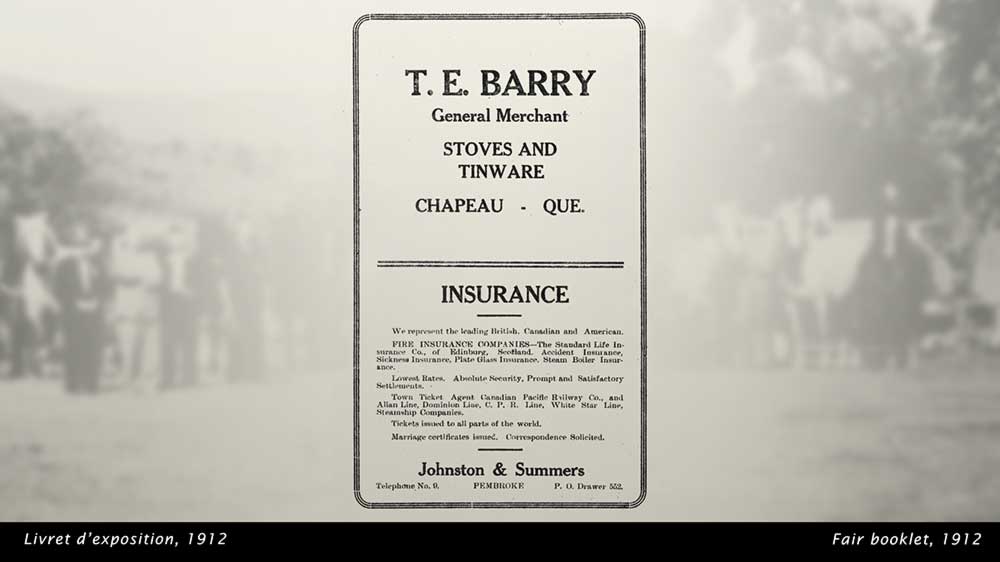 T. E. BARRY
General Merchant
STOVES AND
TINWARE
CHAPEAU - QUE.
INSURANCE
We represent the leading British, Canadian and American.
FIRE INSURANCE COMPANIES—The Standard Life In-
surance Co., of Edinburg, Scotland. Accident Insurance,
Sickness Insurance, Plate Glass Insurance. Steam Boiler Insur-
ance.
Lowest Rates. Absolute Security, Prompt and Satisfactory
Settlements.
Town Ticket Agent Canadian Pacific Railway Co., and
Allan Line, Dominion Line, C. P. R. Line, White Star Line,
Steamship Companies.
Tickets issued to all parts of the world.
Marriage certificates issued. Correspondence Solicited.
Johnston & Summers
Telephone No. 9. PEMBROKE P. O. Drawer 552.
Livret d'exposition, 1912
Fair booklet, 1912